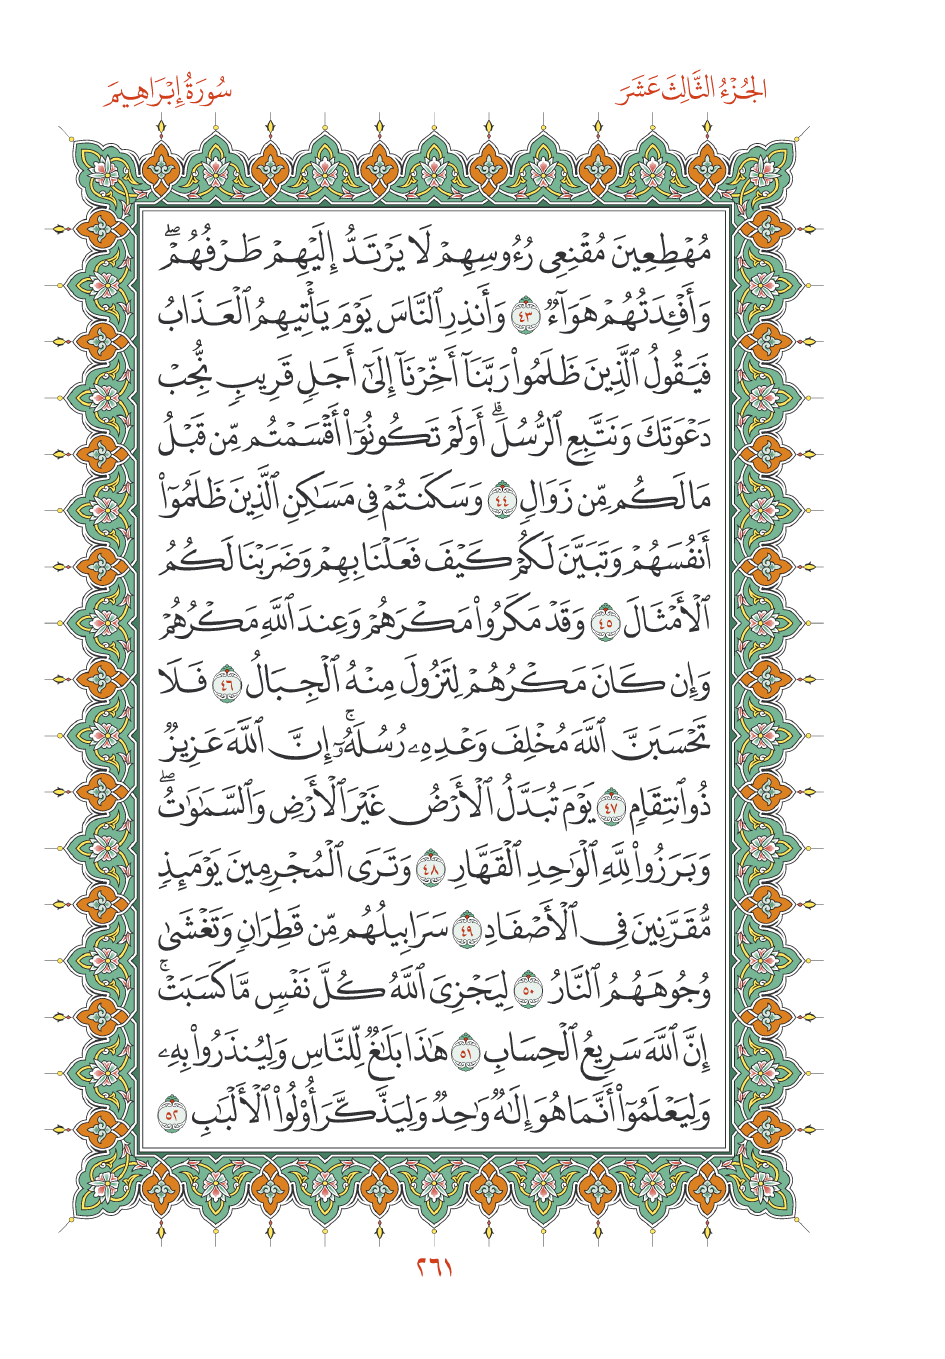 الجُزْءُ الثَّالِثَ عَشَرَ
سُورَةُ إِبْرَاهِيمَ
مُهْطِعِينَ مُقْنِعِى رُءُوسِهِمْ لَا يَرْتَدُّ إِلَيْهِمْ طَرْفُهُمْۖ
وَأَفْـِٔدَتُهُمْ هَوَآءٌ ٤٣ وَأَنذِرِ ٱلنَّاسَ يَوْمَ يَأْتِيهِمُ ٱلْعَذَابُ
فَيَقُولُ ٱلَّذِينَ ظَلَمُوا۟ رَبَّنَآ أَخِّرْنَآ إِلَىٰٓ أَجَلٍ قَرِيبٍ نُّجِبْ
دَعْوَتَكَ وَنَتَّبِعِ ٱلرُّسُلَۗ أَوَلَمْ تَكُونُوٓا۟ أَقْسَمْتُم مِّن قَبْلُ
مَا لَكُم مِّن زَوَالٍ ٤٤ وَسَكَنتُمْ فِى مَسَـٰكِنِ ٱلَّذِينَ ظَلَمُوٓا۟
أَنفُسَهُمْ وَتَبَيَّنَ لَكُمْ كَيْفَ فَعَلْنَا بِهِمْ وَضَرَبْنَا لَكُمُ
ٱلْأَمْثَالَ ٤٥ وَقَدْ مَكَرُوا۟ مَكْرَهُمْ وَعِندَ ٱللَّهِ مَكْرُهُمْ
وَإِن كَانَ مَكْرُهُمْ لِتَزُولَ مِنْهُ ٱلْجِبَالُ ٤٦ فَلَا
تَحْسَبَنَّ ٱللَّهَ مُخْلِفَ وَعْدِهِۦ رُسُلَهُۥٓۚ إِنَّ ٱللَّهَ عَزِيزٌ
ذُو ٱنتِقَامٍ ٤٧ يَوْمَ تُبَدَّلُ ٱلْأَرْضُ غَيْرَ ٱلْأَرْضِ وَٱلسَّمَـٰوَٰتُۖ
وَبَرَزُوا۟ لِلَّهِ ٱلْوَٰحِدِ ٱلْقَهَّارِ ٤٨ وَتَرَى ٱلْمُجْرِمِينَ يَوْمَئِذٍ
مُّقَرَّنِينَ فِى ٱلْأَصْفَادِ ٤٩ سَرَابِيلُهُم مِّن قَطِرَانٍ وَتَغْشَىٰ
وُجُوهَهُمُ ٱلنَّارُ ٥٠ لِيَجْزِىَ ٱللَّهُ كُلَّ نَفْسٍ مَّا كَسَبَتْۚ
إِنَّ ٱللَّهَ سَرِيعُ ٱلْحِسَابِ ٥١ هَـٰذَا بَلَـٰغٌ لِّلنَّاسِ وَلِيُنذَرُوا۟ بِهِۦ
وَلِيَعْلَمُوٓا۟ أَنَّمَا هُوَ إِلَـٰهٌ وَٰحِدٌ وَلِيَذَّكَّرَ أُو۟لُوا۟ ٱلْأَلْبَـٰبِ ٥٢
٢٦١